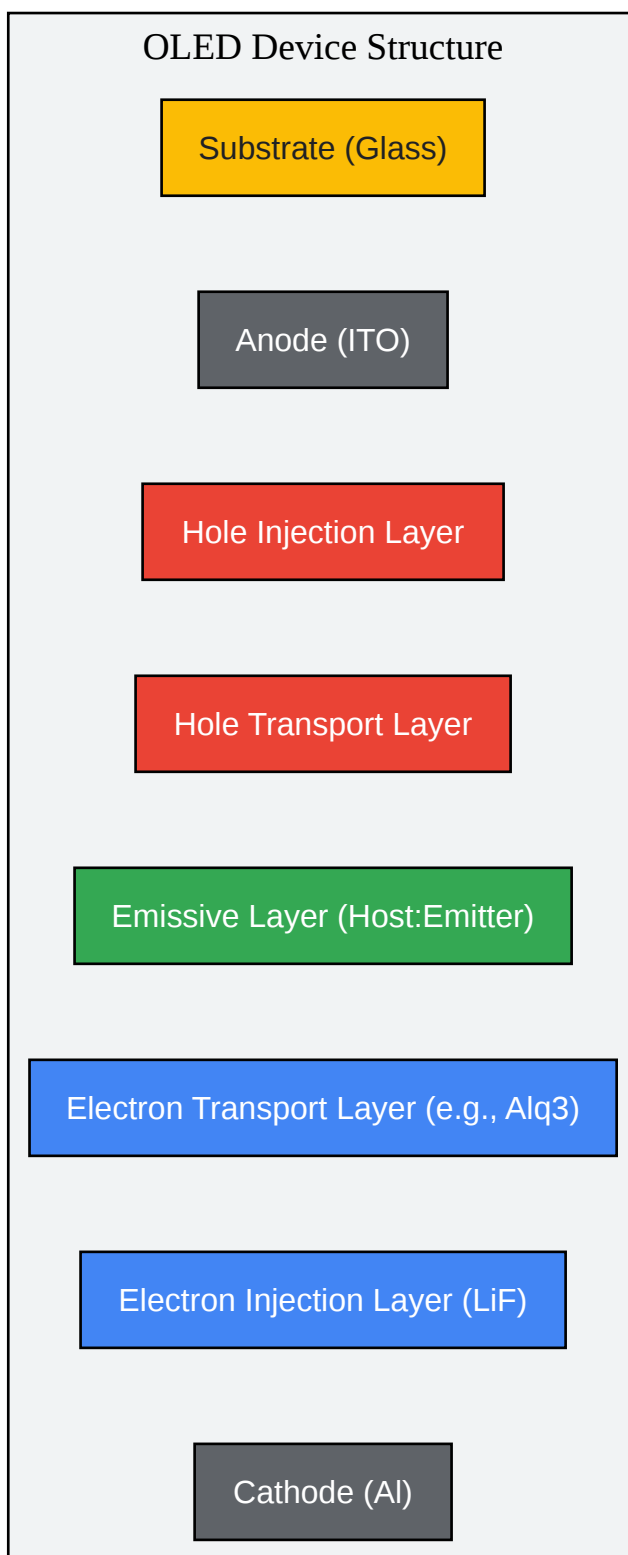 OLED Device Structure
Substrate (Glass)
Anode (ITO)
Hole Injection Layer
Hole Transport Layer
Emissive Layer (Host:Emitter)
Electron Transport Layer (e.g., Alq3)
Electron Injection Layer (LiF)
Cathode (Al)